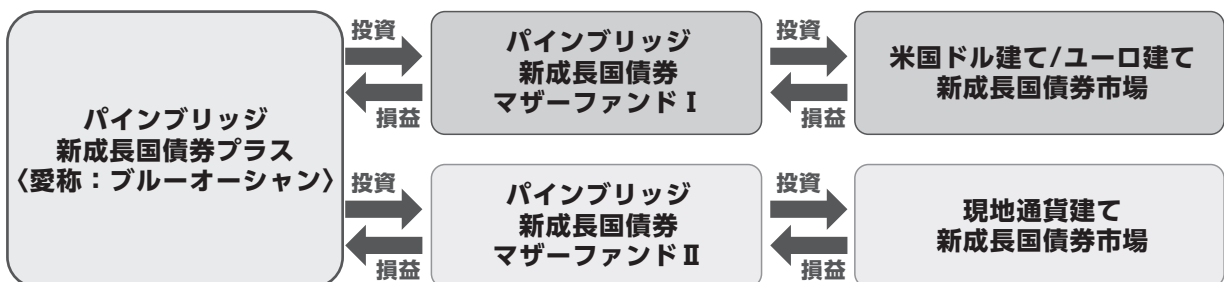 パインブリッジ
新成長国債券プラス
〈愛称：ブルーオーシャン〉
投資
損益
パインブリッジ
新成長国債券
マザーファンドⅠ
投資
損益
米国ドル建て/ユーロ建て
新成長国債券市場
投資
損益
パインブリッジ
新成長国債券
マザーファンドⅡ
投資
損益
現地通貨建て
新成長国債券市場